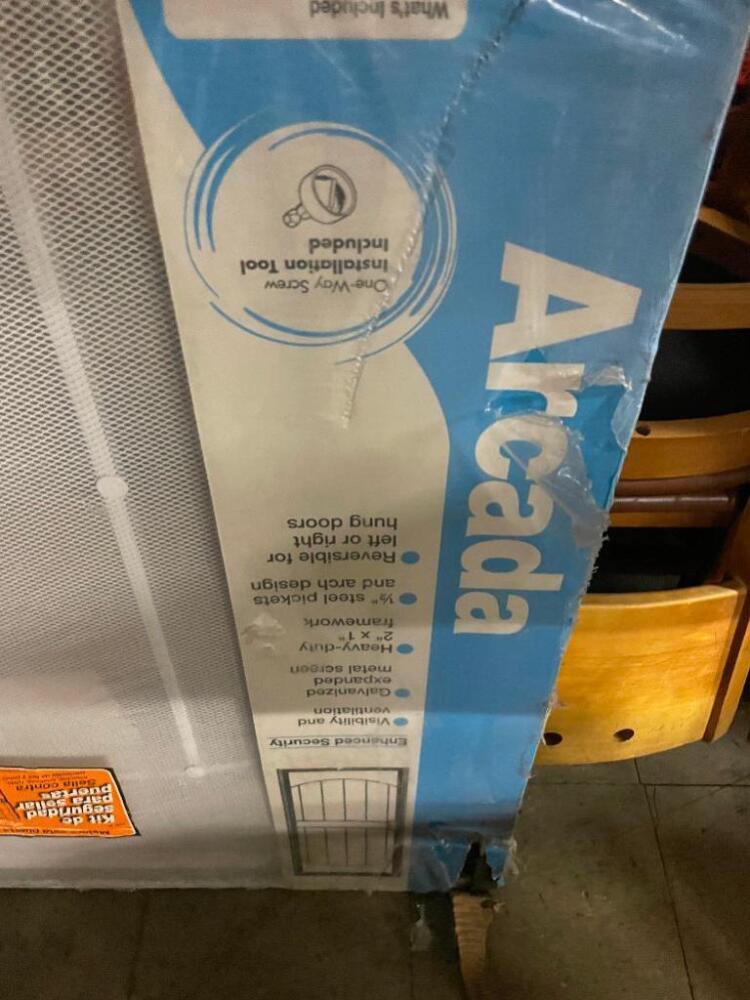 Arcada
Enhanced Security
Visibility and
ventilation
Galvanized
expanded
metal screen
Heavy-duty
2" x 1"
framework
½" steel pickets
and arch design
Reversible for
left or right
hung doors
One-Way Screw
Installation Tool
Included
What's Included
Kit de
seguridad
para sellar
puertas
Sella contra